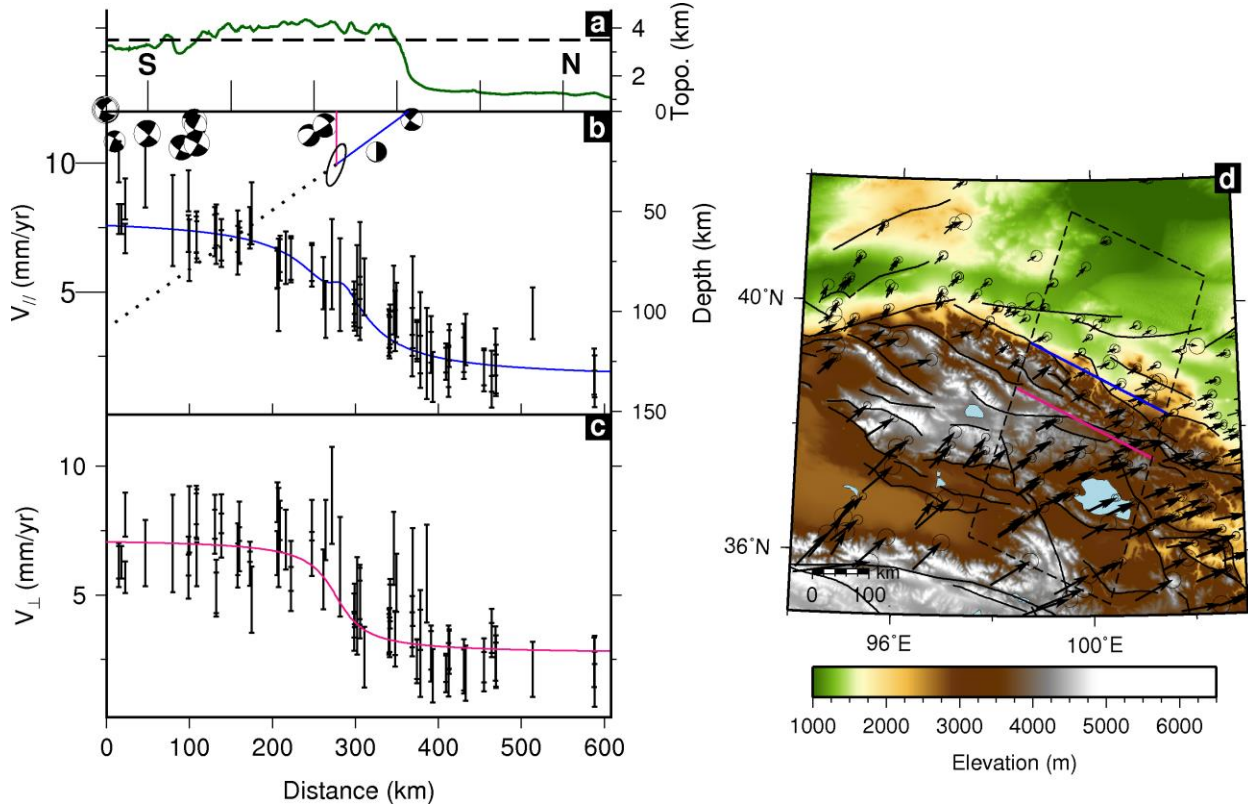 a
4
2
0
Topo. (km)
S
N
b
10
5
V// (mm/yr)
50
100
150
Depth (km)
c
10
5
V⊥ (mm/yr)
0 100 200 300 400 500 600
Distance (km)
d
40°N
36°N
km
0 100
96°E 100°E
1000 2000 3000 4000 5000 6000
Elevation (m)